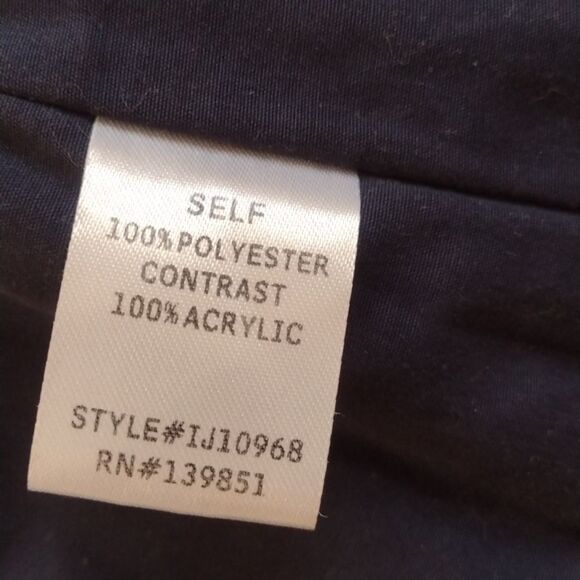 SELF
100%POLYESTER
CONTRAST
100%ACRYLIC
STYLE#IJ10968
RN#139851